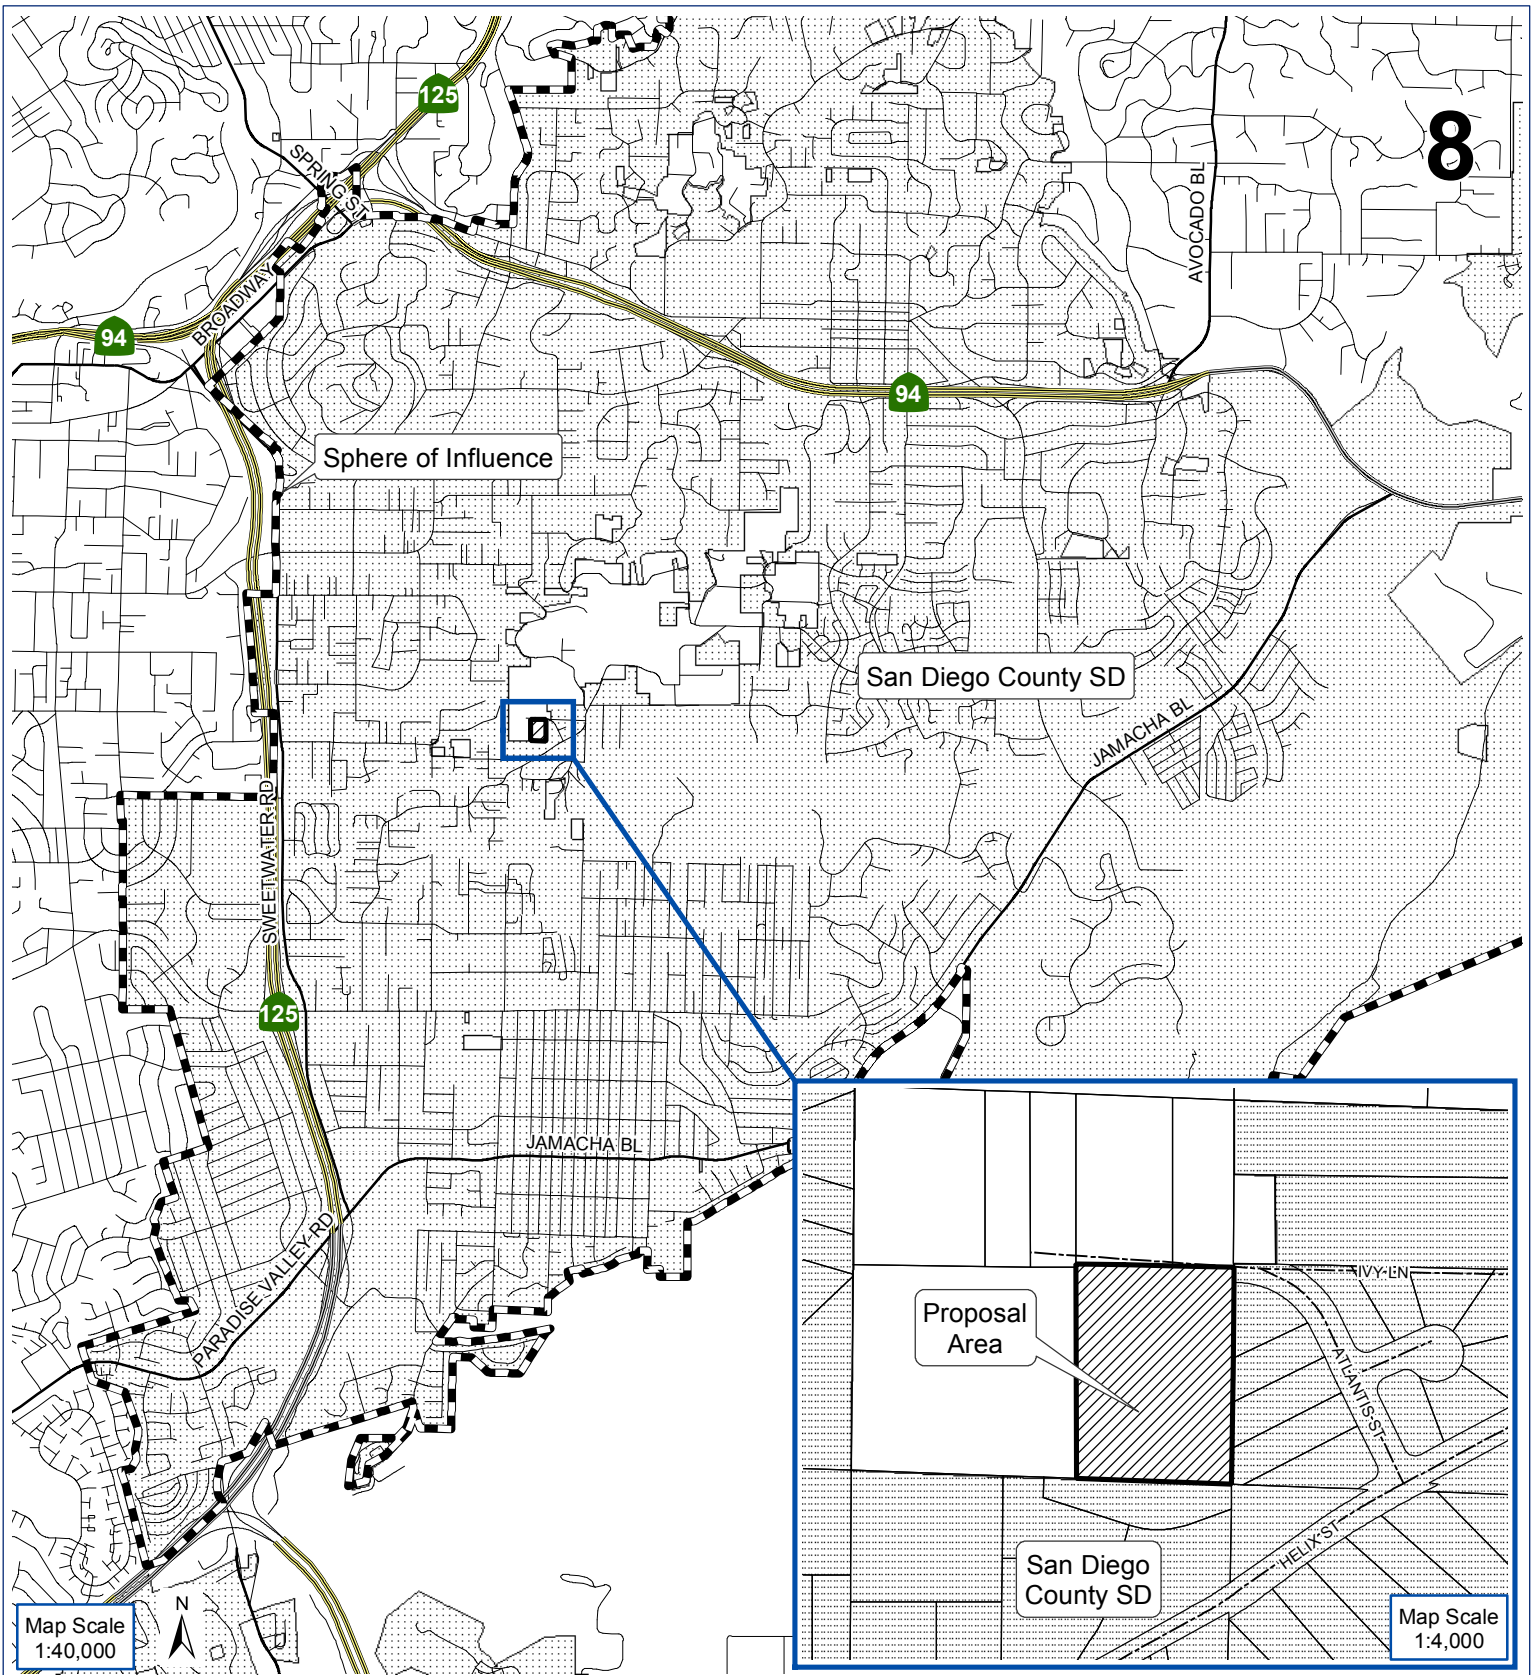 125
8
SPRING ST
AVOCADO BL
BROADWAY
94
94
Sphere of Influence
San Diego County SD
JAMACHA BL
SWEETWATER RD
125
JAMACHA BL
PARADISE VALLEY RD
IVY LN
Proposal
Area
ATLANTIS ST
HELIX ST
San Diego
County SD
N
Map Scale
1:40,000
Map Scale
1:4,000